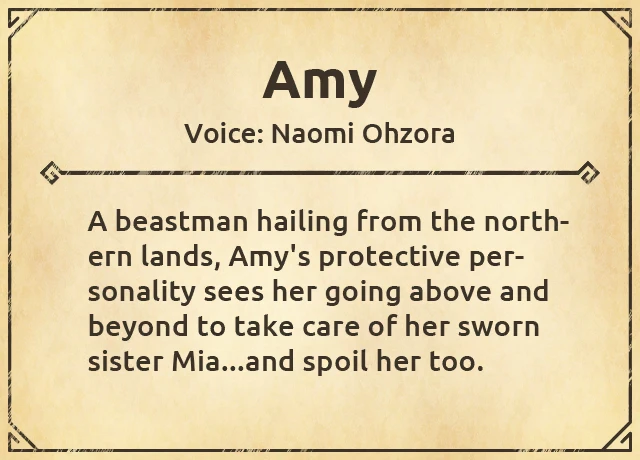 Amy
Voice: Naomi Ohzora
A beastman hailing from the north-
ern lands, Amy's protective per-
sonality sees her going above and
beyond to take care of her sworn
sister Mia...and spoil her too.